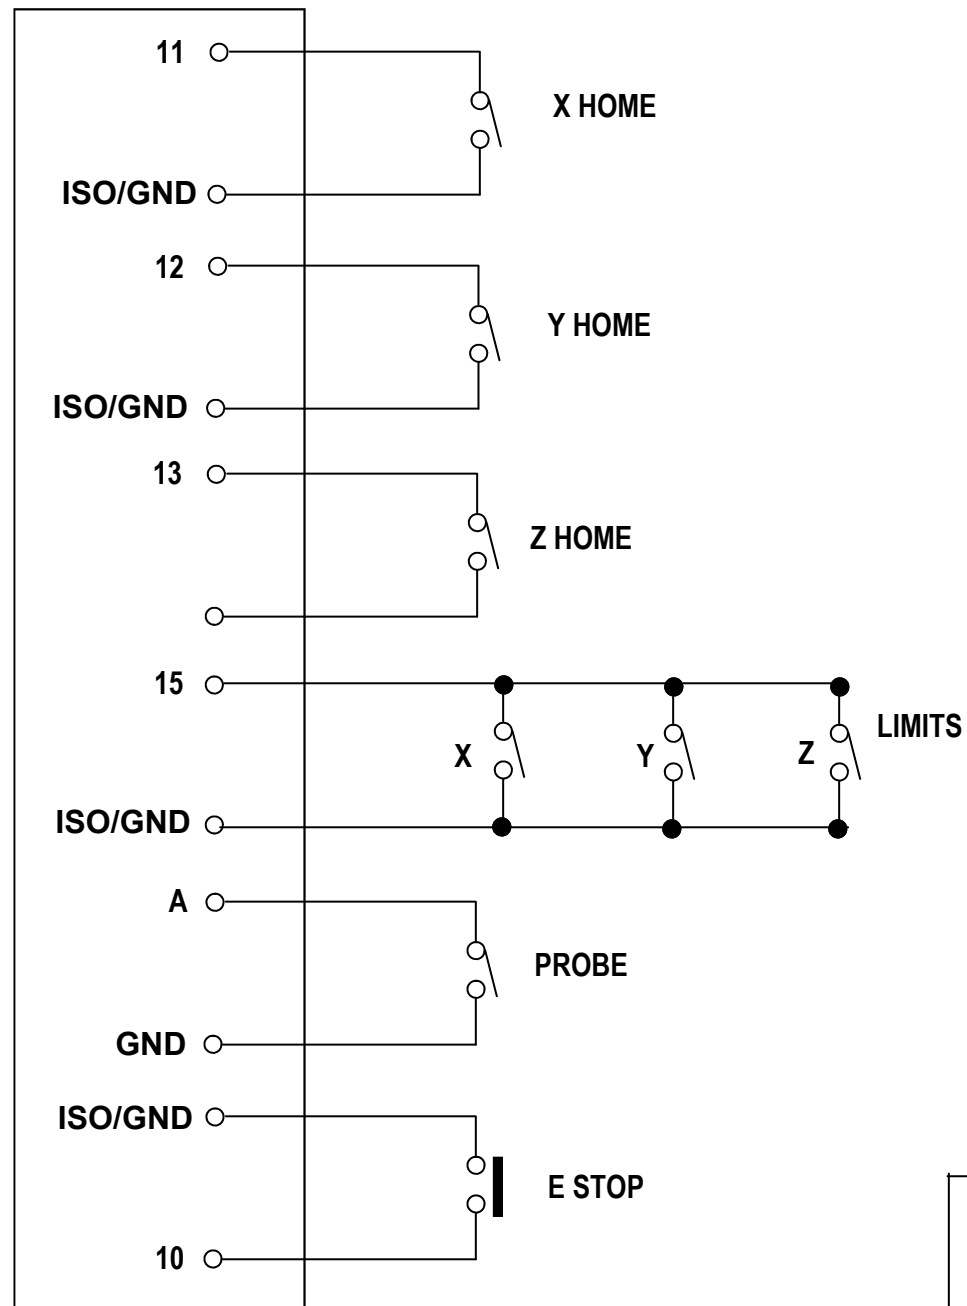 11
X HOME
ISO/GND
12
Y HOME
ISO/GND
13
Z HOME
15
LIMITS
X Y Z
ISO/GND
A
PROBE
GND
ISO/GND
E STOP
10